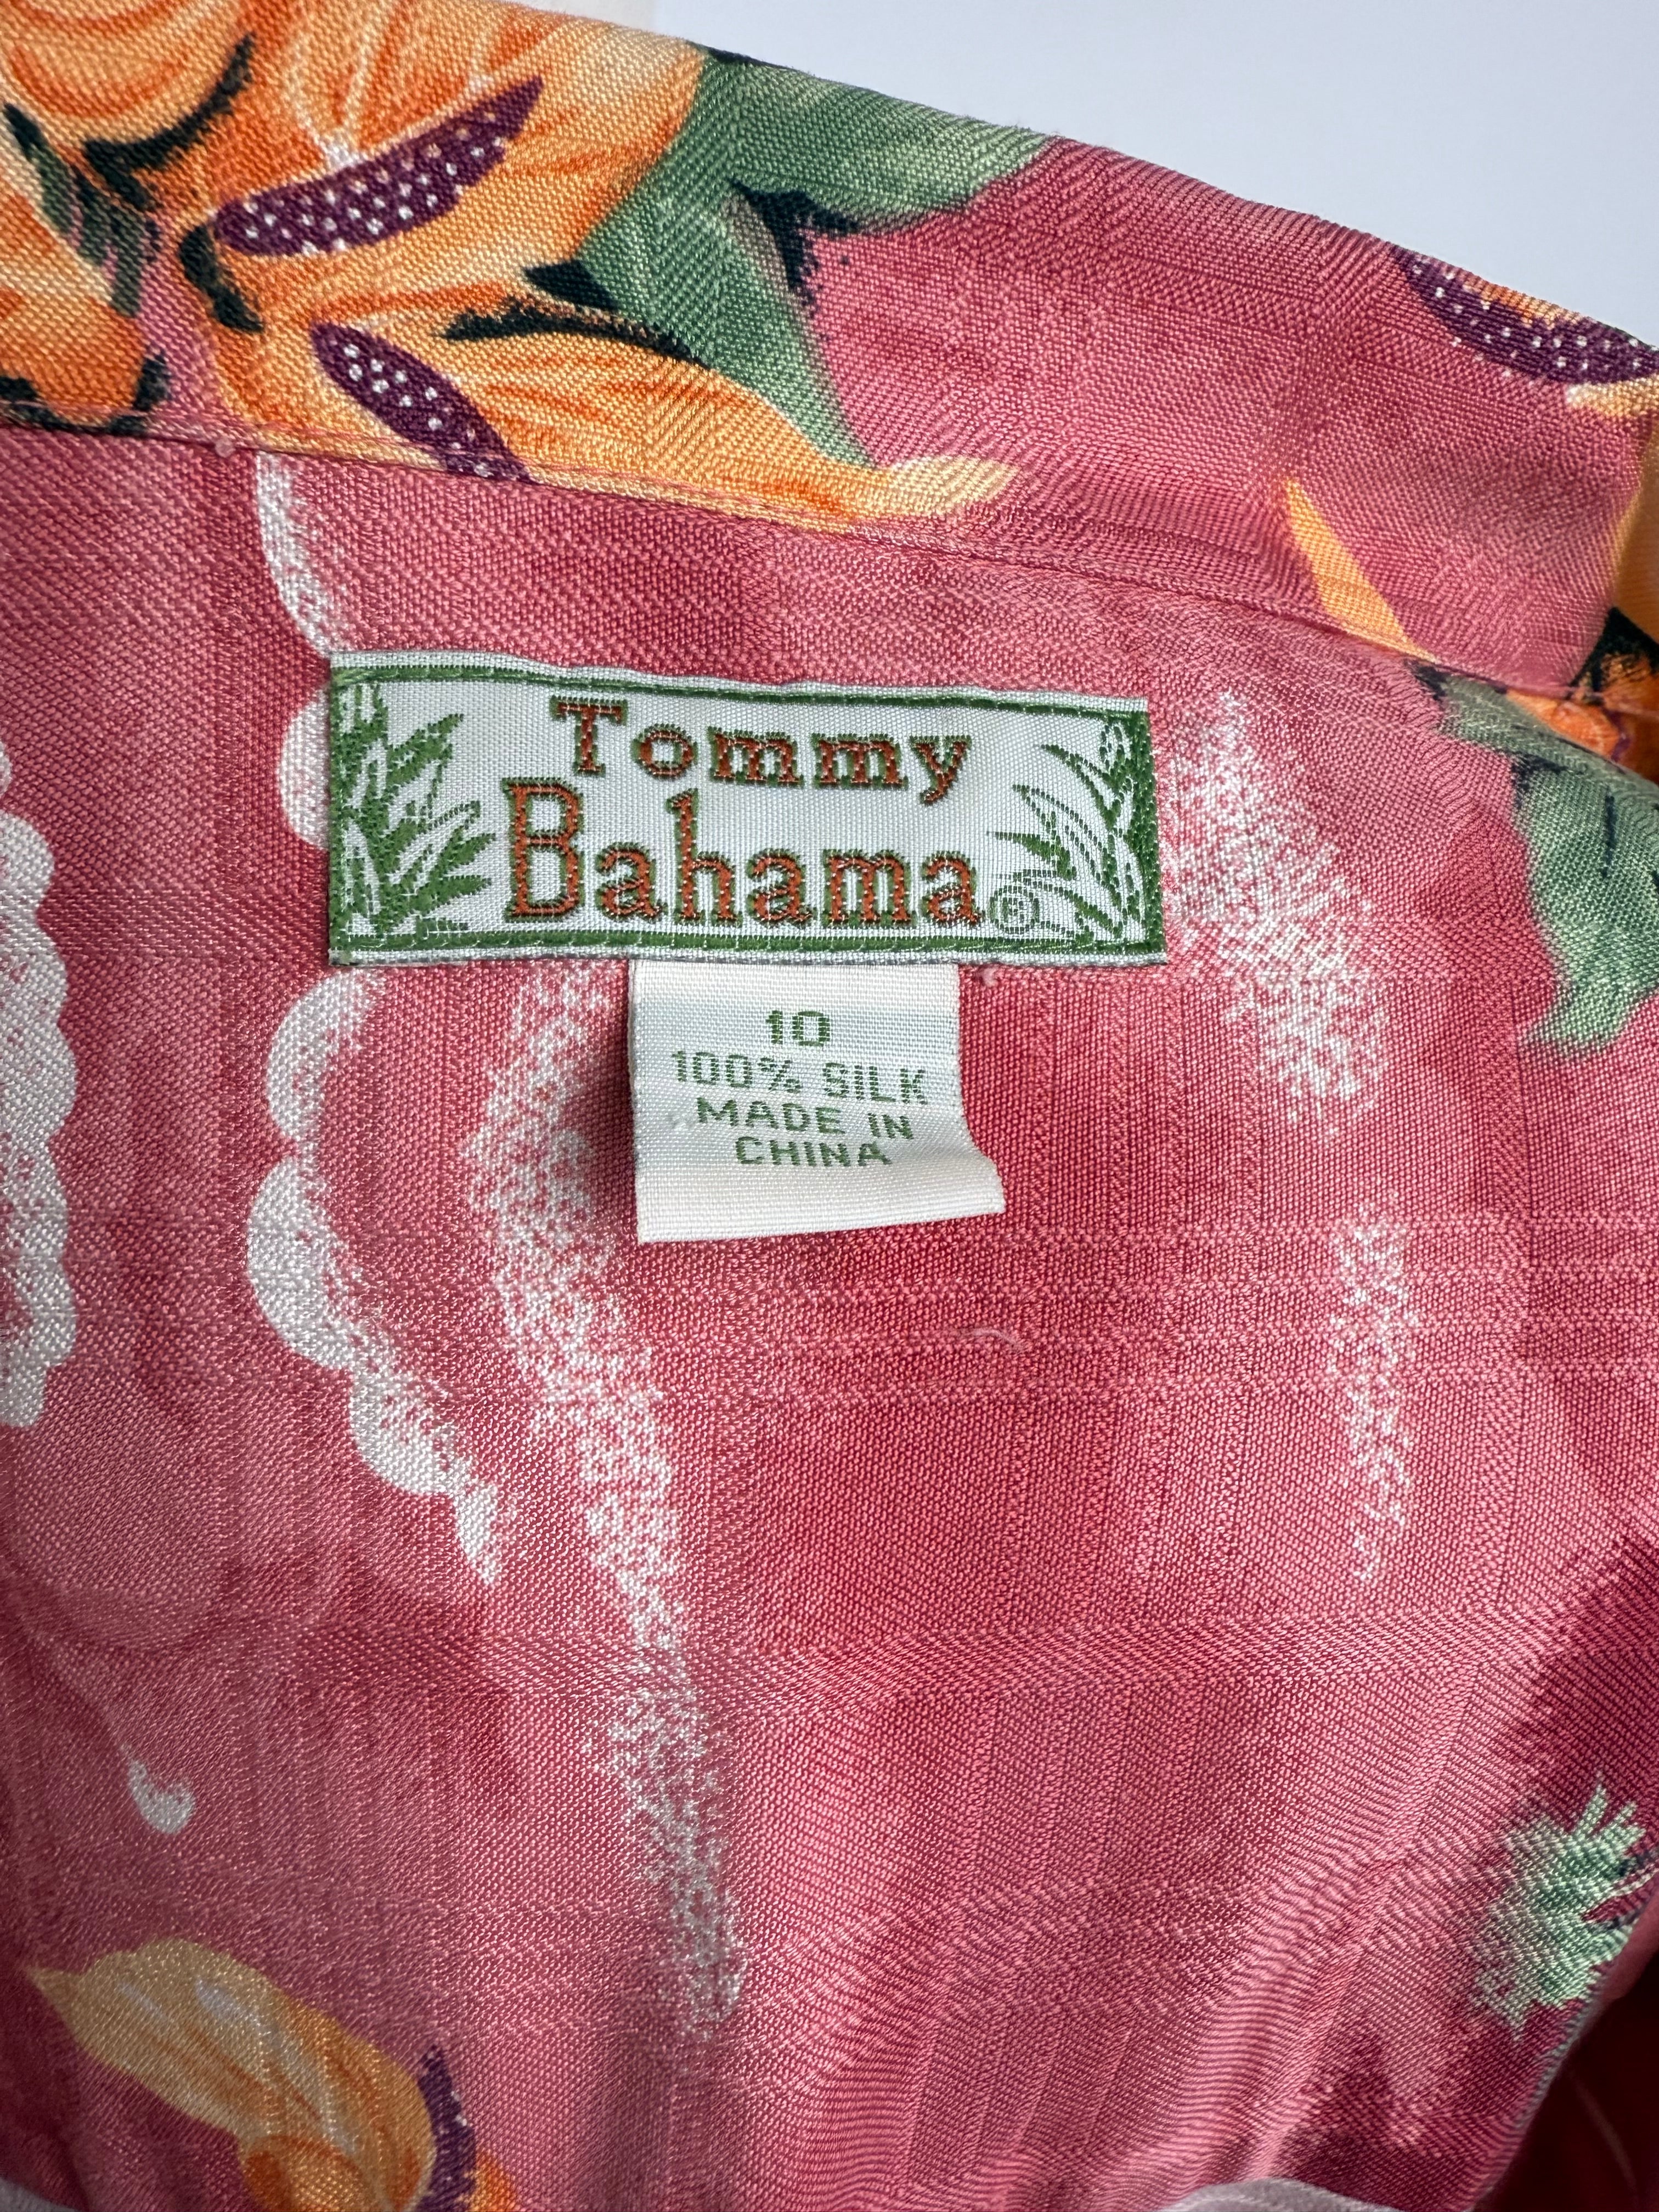 Tommy
Bahama®
10
100% SILK
MADE IN
CHINA